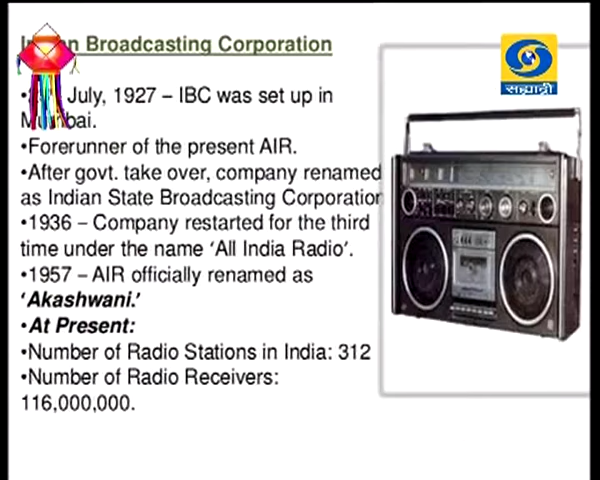 Broadcasting Corporation
• July, 1927 – IBC was set up in
•Forerunner of the present AIR.
•After govt. take over, company renamed
as Indian State Broadcasting Corporation
•1936 – Company restarted for the third
time under the name ‘All India Radio’.
•1957 – AIR officially renamed as
‘Akashwani.’
•At Present:
•Number of Radio Stations in India: 312
•Number of Radio Receivers:
116,000,000.
सह्याद्री